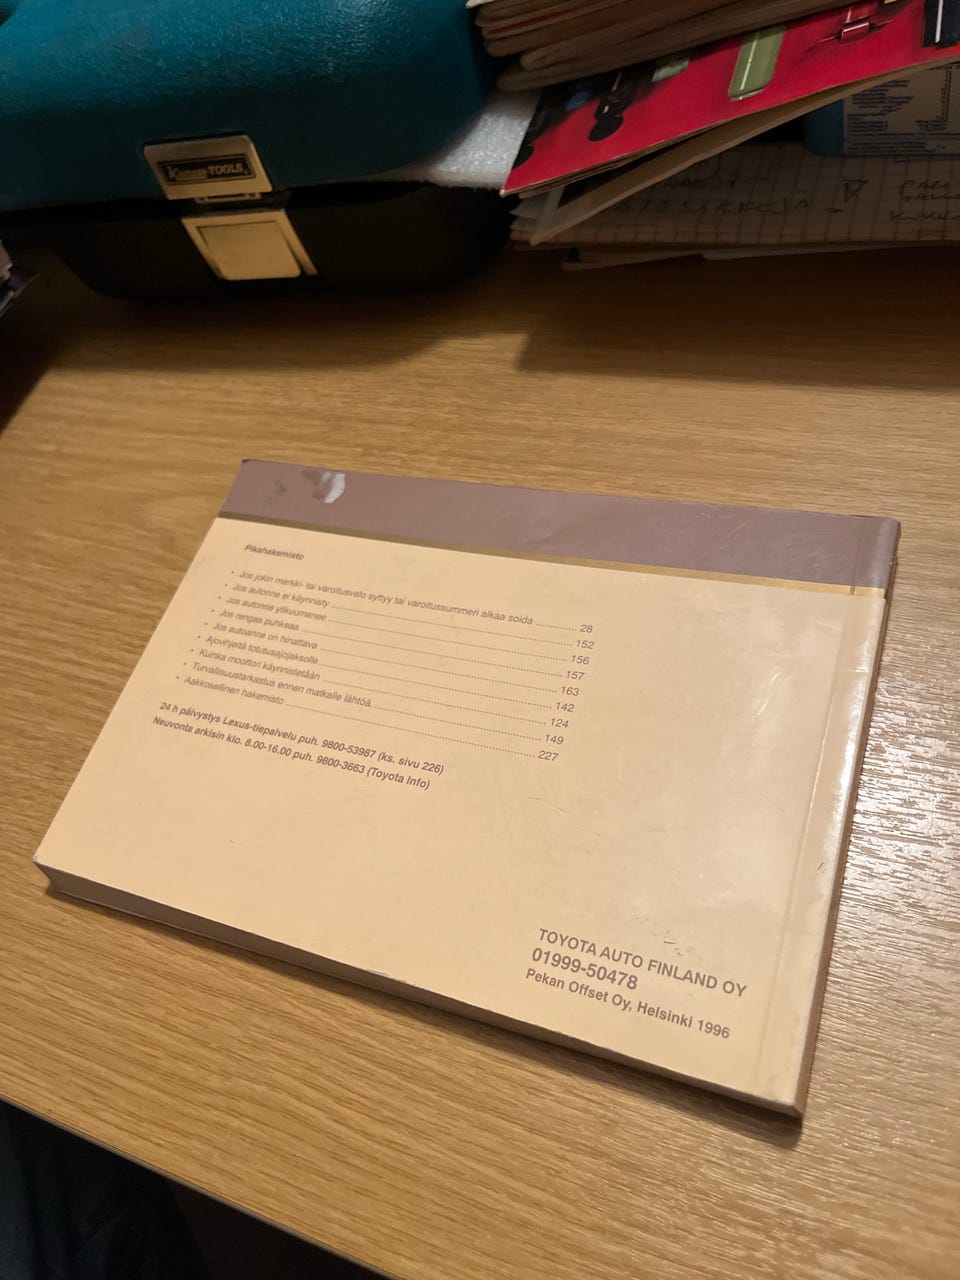 TOOLS
Pikahakemisto
• Jos jokin merkki- tai varoitusvalo syttyy tai varoitussummeri alkaa soida 28
• Jos autonne ei käynnisty 152
• Jos autonne ylikuumenee 156
• Jos rengas puhkeaa 157
• Jos autoanne on hinattava 163
• Ajovihjeitä totutusajojaksolle 142
• Kuinka moottori käynnistetään 124
• Turvallisuustarkastus ennen matkalle lähtöä 149
• Aakkosellinen hakemisto 227
24 h päivystys Lexus-tiepalvelu puh. 9800-53987 (ks. sivu 226)
Neuvonta arkisin klo. 8.00-16.00 puh. 9800-3663 (Toyota Info)
TOYOTA AUTO FINLAND OY
01999-50478
Pekan Offset Oy, Helsinki 1996